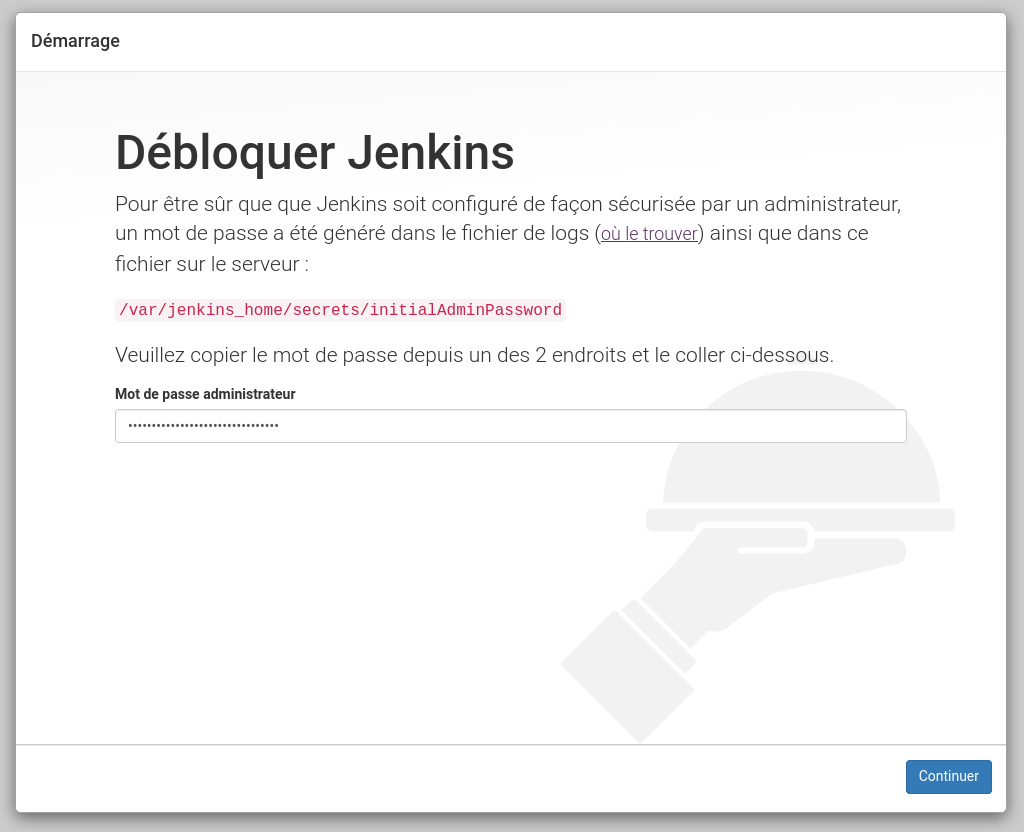 Démarrage
Débloquer Jenkins
Pour être sûr que que Jenkins soit configuré de façon sécurisée par un administrateur,
un mot de passe a été généré dans le fichier de logs (où le trouver) ainsi que dans ce
fichier sur le serveur :
/var/jenkins_home/secrets/initialAdminPassword
Veuillez copier le mot de passe depuis un des 2 endroits et le coller ci-dessous.
Mot de passe administrateur
••••••••••••••••••••••••••••••••
Continuer